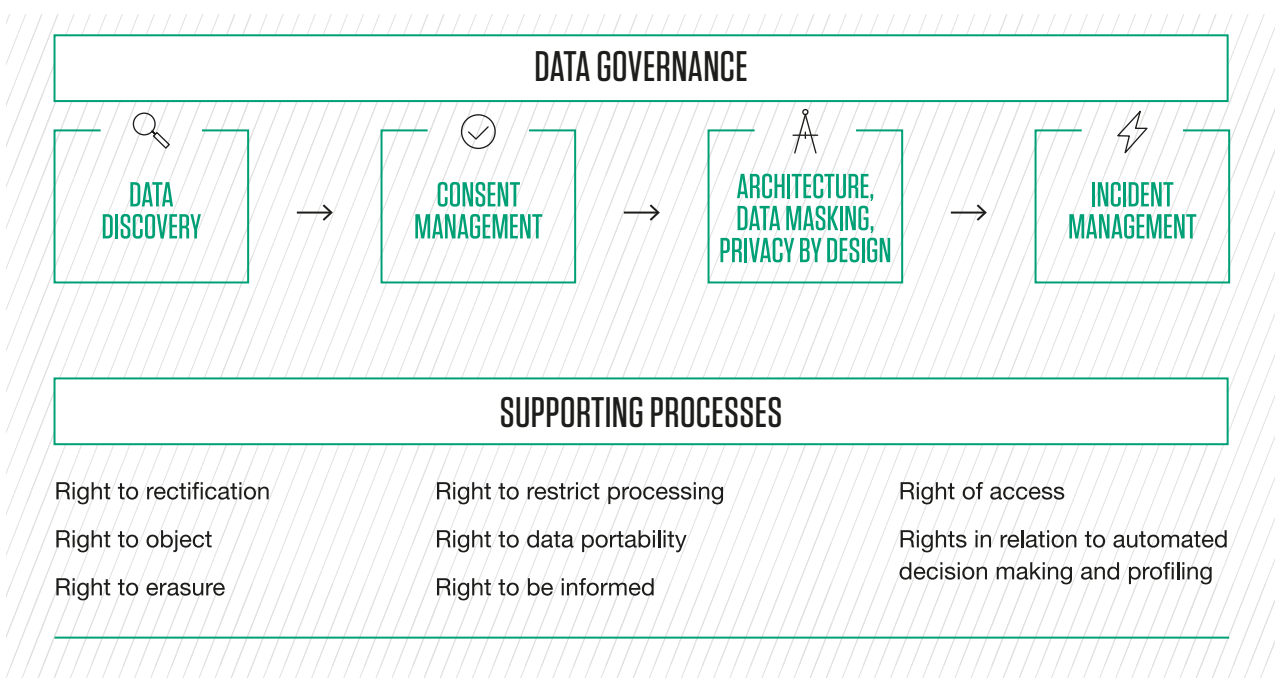 DATA GOVERNANCE
DATA
DISCOVERY
CONSENT
MANAGEMENT
ARCHITECTURE,
DATA MASKING,
PRIVACY BY DESIGN
INCIDENT
MANAGEMENT
SUPPORTING PROCESSES
Right to rectification
Right to object
Right to erasure
Right to restrict processing
Right to data portability
Right to be informed
Right of access
Rights in relation to automated
decision making and profiling